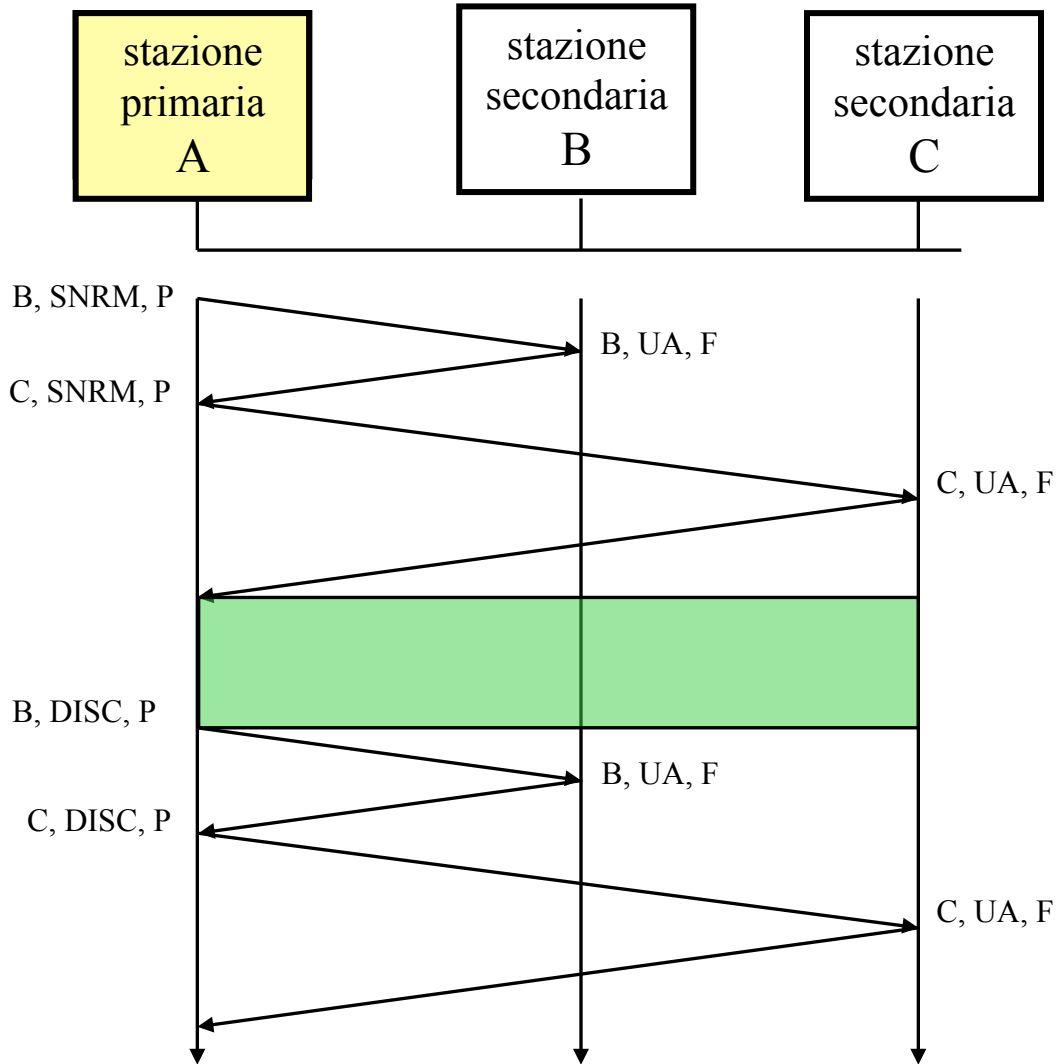 stazione
primaria
A
stazione
secondaria
B
stazione
secondaria
C
B, SNRM, P
B, UA, F
C, SNRM, P
C, UA, F
B, DISC, P
B, UA, F
C, DISC, P
C, UA, F